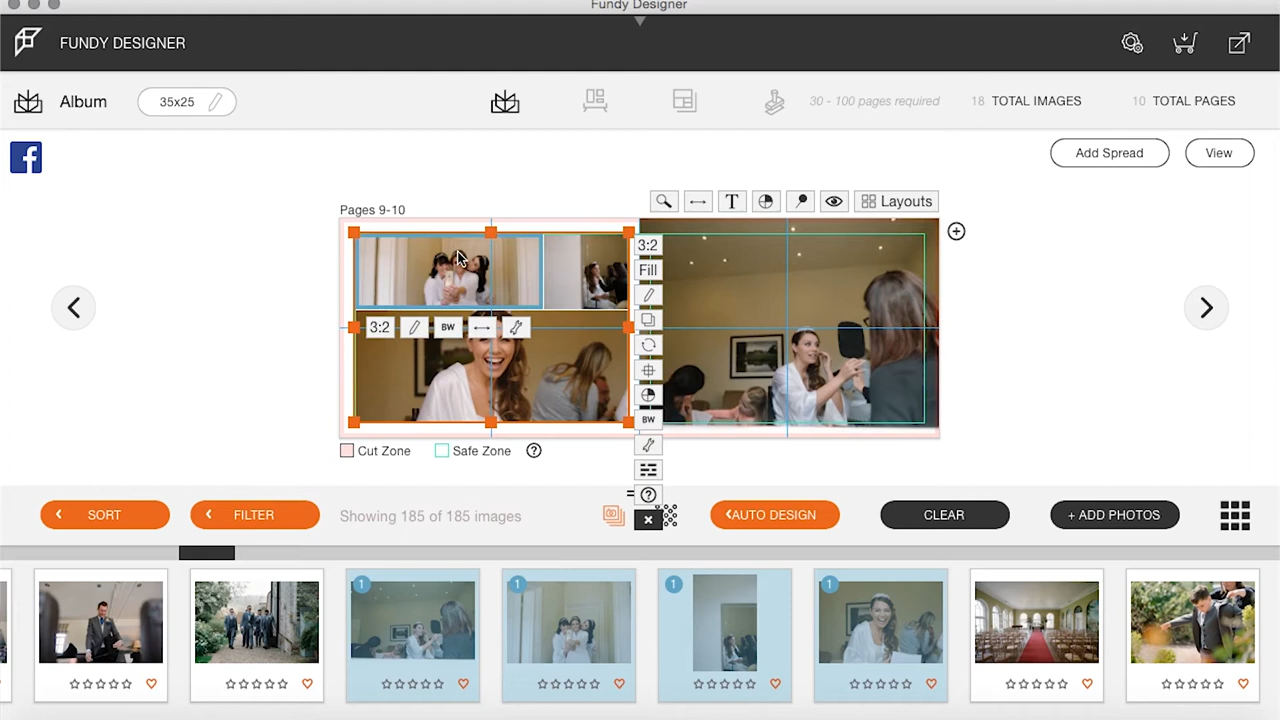 Fundy Designer
FUNDY DESIGNER
Album
35x25
30 - 100 pages required
18 TOTAL IMAGES
10 TOTAL PAGES
Add Spread
View
Pages 9-10
T
Layouts
3:2
Fill
3:2
BW
BW
Cut Zone
Safe Zone
?
?
SORT
FILTER
Showing 185 of 185 images
AUTO DESIGN
CLEAR
+ ADD PHOTOS
1
1
1
1